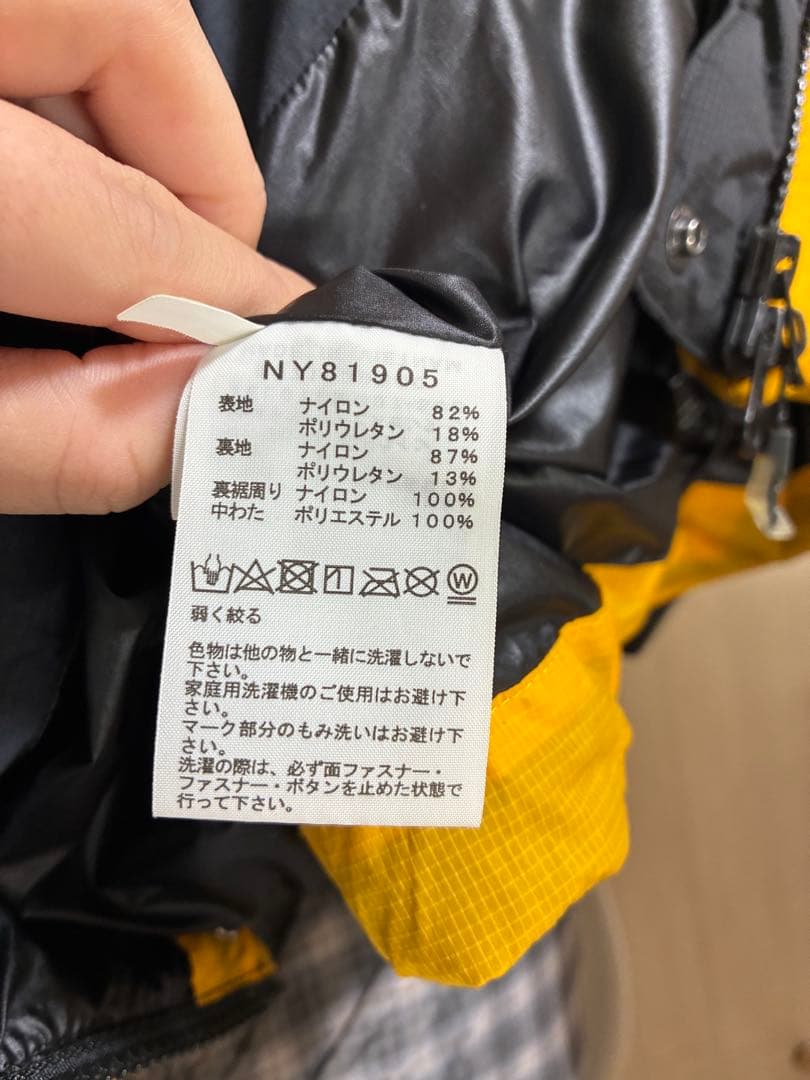 NY81905
表地 ナイロン 82%
ポリウレタン 18%
裏地 ナイロン 87%
ポリウレタン 13%
裏裾周り ナイロン 100%
中わた ポリエステル 100%
W
弱く絞る
色物は他の物と一緒に洗濯しないで
下さい。
家庭用洗濯機のご使用はお避け下
さい。
マーク部分のもみ洗いはお避け下
さい。
洗濯の際は、必ず面ファスナー・
ファスナー・ボタンを止めた状態で
行って下さい。